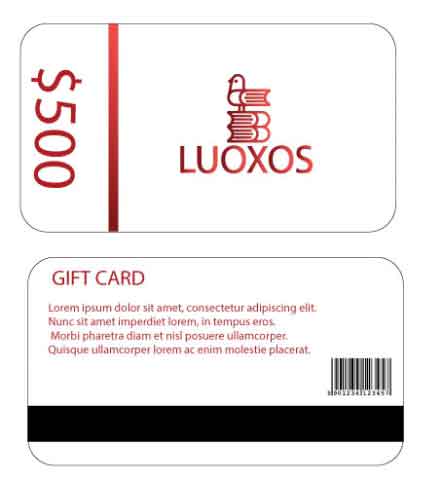 $500
LUOXOS
GIFT CARD
Lorem ipsum dolor sit amet, consectetur adipiscing elit.
Nunc sit amet imperdiet lorem, in tempus eros.
Morbi pharetra diam et nisl posuere ullamcorper.
Quisque ullamcorper lorem ac enim molestie placerat.